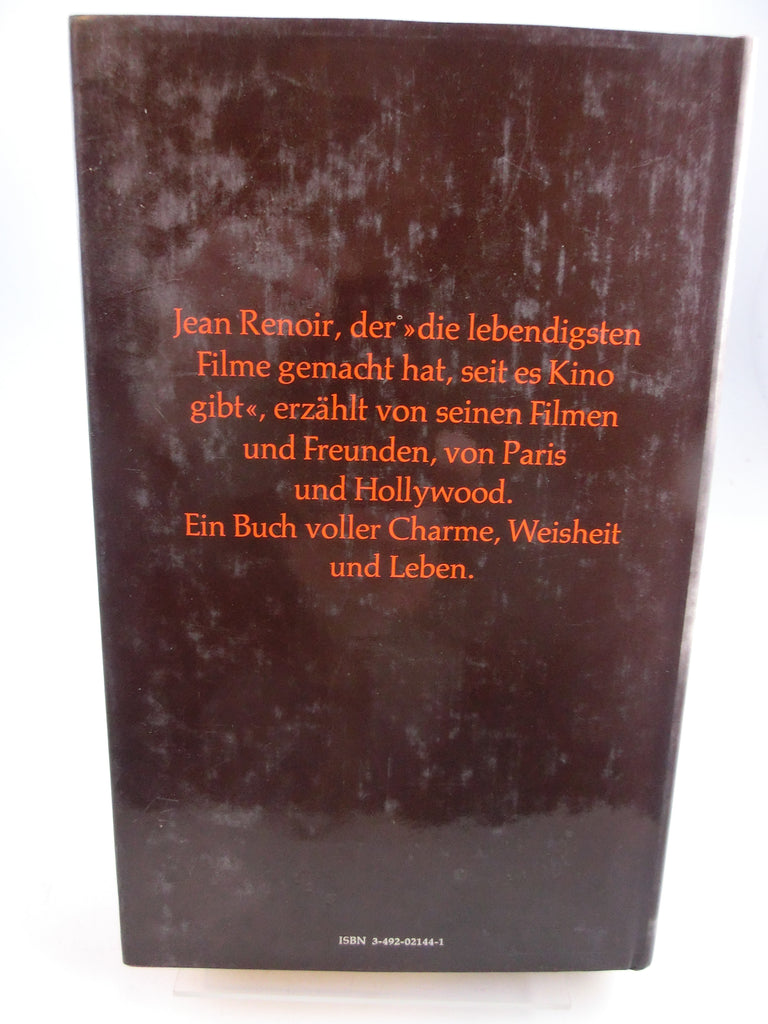 Jean Renoir, der »die lebendigsten
Filme gemacht hat, seit es Kino
gibt«, erzählt von seinen Filmen
und Freunden, von Paris
und Hollywood.
Ein Buch voller Charme, Weisheit
und Leben.
ISBN 3-492-02144-1